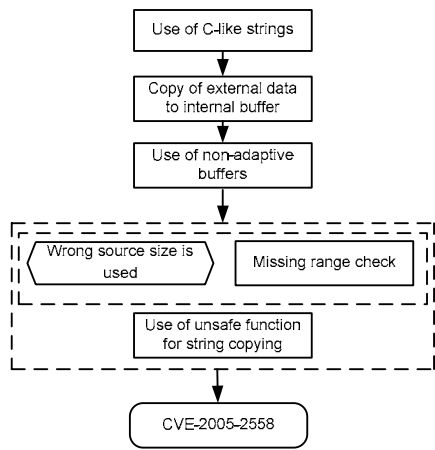 Use of C-like strings
Copy of external data
to internal buffer
Use of non-adaptive
buffers
Wrong source size is
used
Missing range check
Use of unsafe function
for string copying
CVE-2005-2558